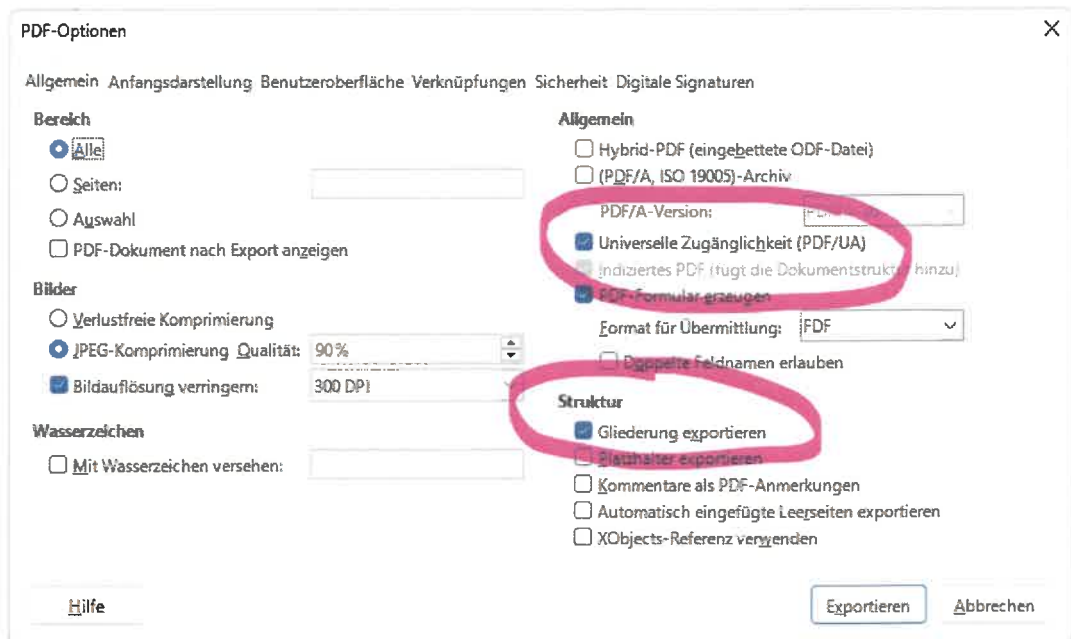 PDF-Optionen
Allgemein Anfangsdarstellung Benutzeroberfläche Verknüpfungen Sicherheit Digitale Signaturen
Bereich
Alle
Seiten:
Auswahl
PDF-Dokument nach Export anzeigen
Bilder
Verlustfreie Komprimierung
JPEG-Komprimierung Qualität: 90%
Bildauflösung verringern: 300 DPI
Wasserzeichen
Mit Wasserzeichen versehen:
Allgemein
Hybrid-PDF (eingebettete ODF-Datei)
(PDF/A, ISO 19005)-Archiv
PDF/A-Version:
Universelle Zugänglichkeit (PDF/UA)
Indiziertes PDF (fügt die Dokumentstruktur hinzu)
PDF-Formular erzeugen
Format für Übermittlung: FDF
Doppelte Feldnamen erlauben
Struktur
Gliederung exportieren
Platzhalter exportieren
Kommentare als PDF-Anmerkungen
Automatisch eingefügte Leerseiten exportieren
XObjects-Referenz verwenden
Hilfe
Exportieren Abbrechen